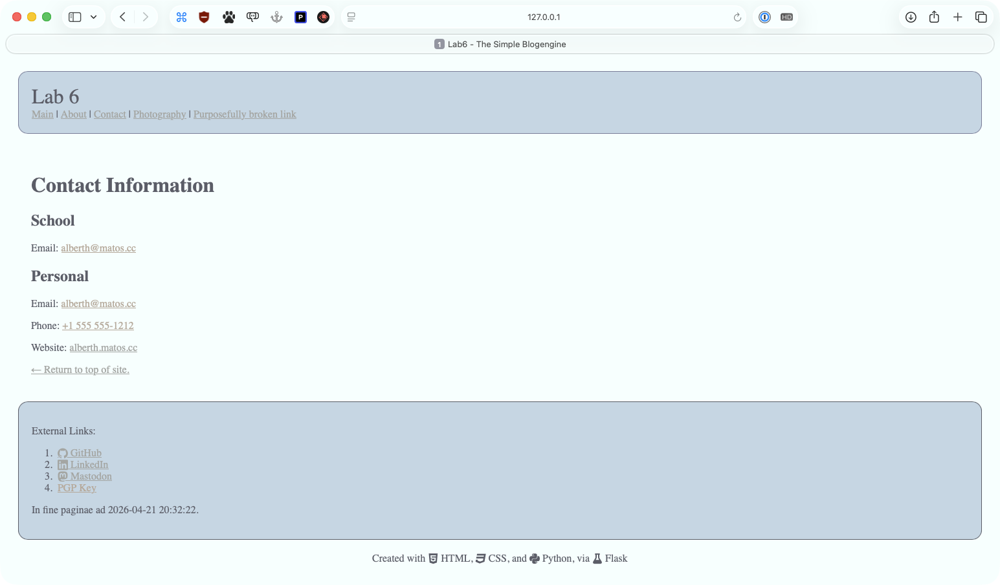 P
127.0.0.1
HD
1 Lab6 - The Simple Blogengine
Lab 6
Main | About | Contact | Photography | Purposefully broken link
Contact Information
School
Email: alberth@matos.cc
Personal
Email: alberth@matos.cc
Phone: +1 555 555-1212
Website: alberth.matos.cc
← Return to top of site.
External Links:
1. GitHub
2. LinkedIn
3. Mastodon
4. PGP Key
In fine paginae ad 2026-04-21 20:32:22.
Created with HTML, CSS, and Python, via Flask